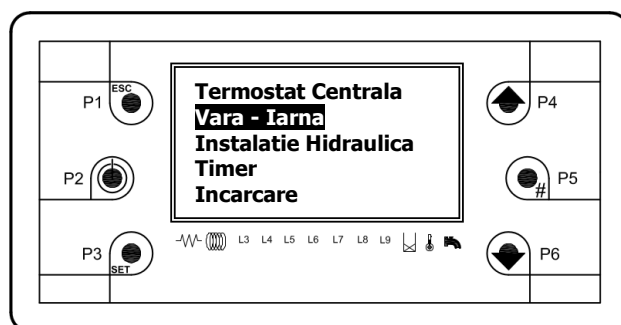 ESC
P1
P2
P3
SET
Termostat Centrala
Vara - Iarna
Instalatie Hidraulica
Timer
Incarcare
L3 L4 L5 L6 L7 L8 L9
P4
P5
#
P6